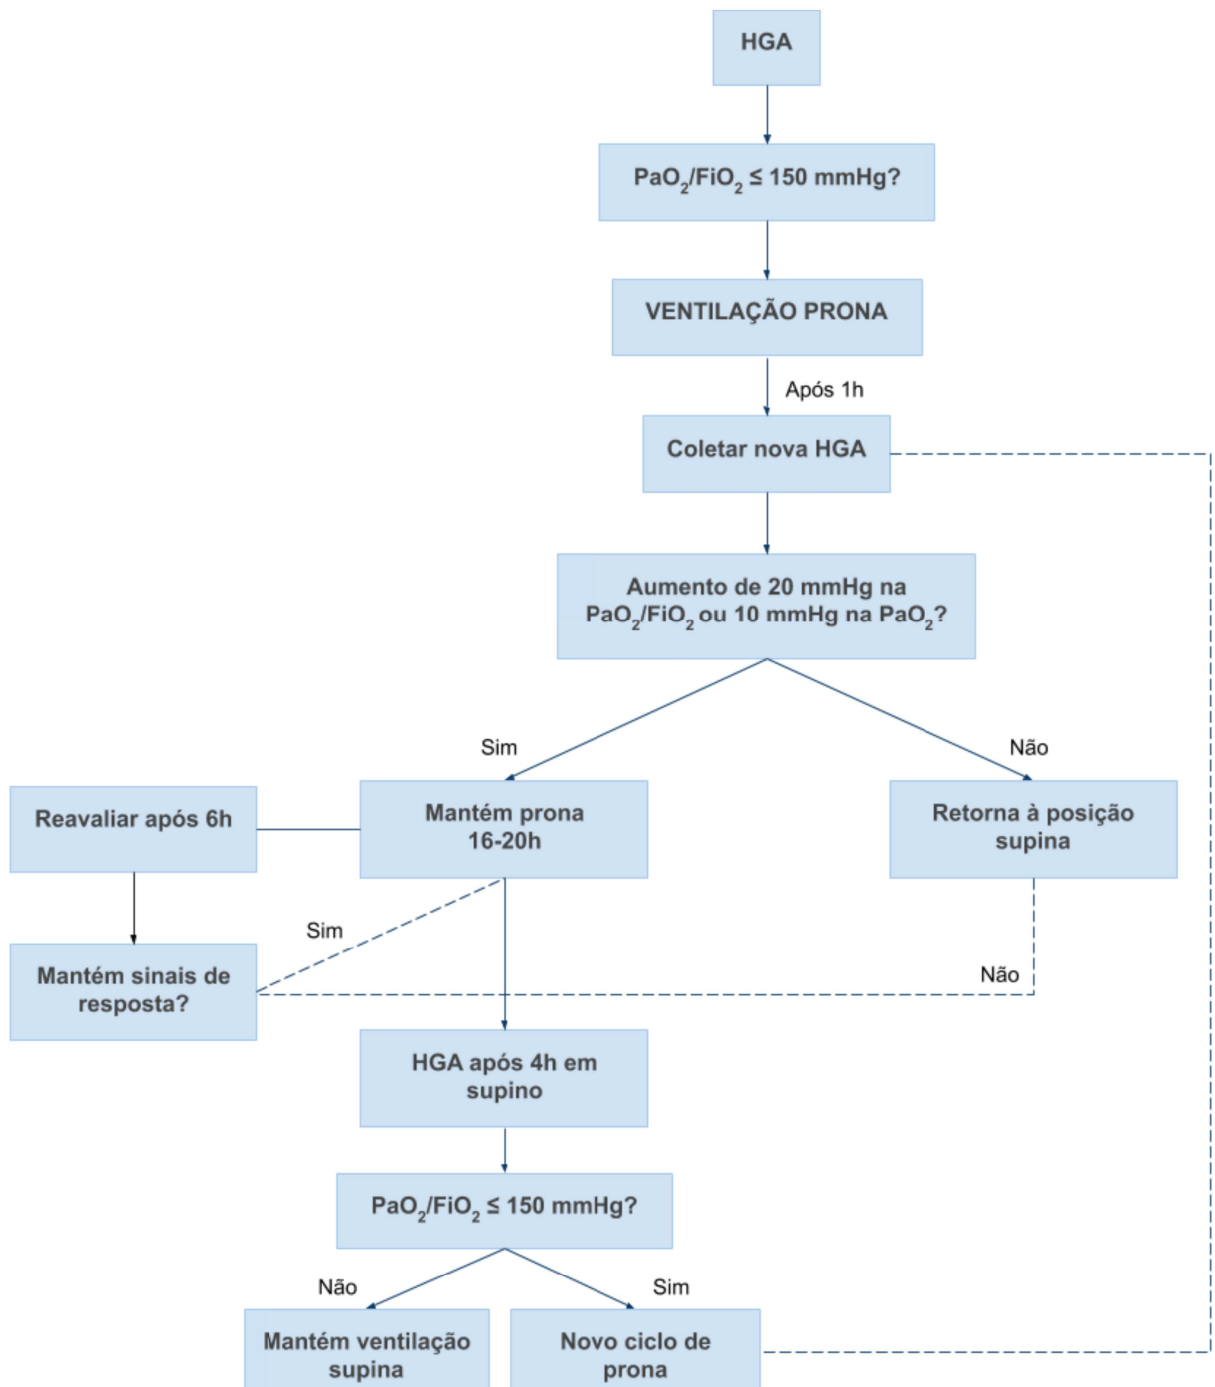 HGA
PaO₂/FiO₂ ≤ 150 mmHg?
VENTILAÇÃO PRONA
Após 1h
Coletar nova HGA
Aumento de 20 mmHg na
PaO₂/FiO₂ ou 10 mmHg na PaO₂?
Sim
Não
Reavaliar após 6h
Mantém prona
16-20h
Retorna à posição
supina
Sim
Mantém sinais de
resposta?
Não
HGA após 4h em
supino
PaO₂/FiO₂ ≤ 150 mmHg?
Não
Sim
Mantém ventilação
supina
Novo ciclo de
prona